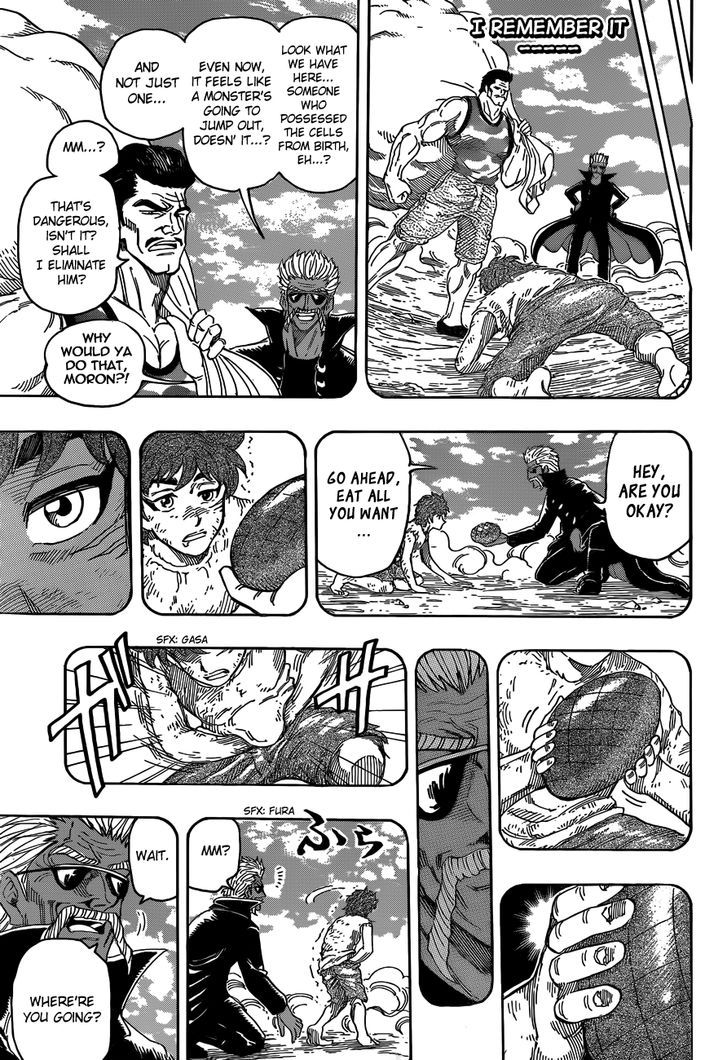 I REMEMBER IT
-----
LOOK WHAT
WE HAVE
HERE...
SOMEONE
WHO
POSSESSED
THE CELLS
FROM BIRTH,
EH...?
EVEN NOW,
IT FEELS LIKE
A MONSTER'S
GOING TO
JUMP OUT,
DOESN' IT...?
AND
NOT JUST
ONE...
MM...?
THAT'S
DANGEROUS,
ISN'T IT?
SHALL
I ELIMINATE
HIM?
WHY
WOULD YA
DO THAT,
MORON?!
HEY,
ARE YOU
OKAY?
GO AHEAD,
EAT ALL
YOU WANT
...
SFX: GASA
ガサ
SFX: FURA
ふら
MM?
WAIT.
WHERE'RE
YOU GOING?